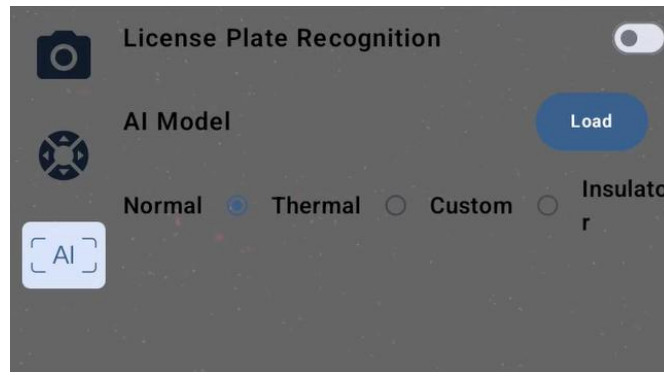 License Plate Recognition
AI Model
Load
Normal Thermal Custom Insulato
r
AI